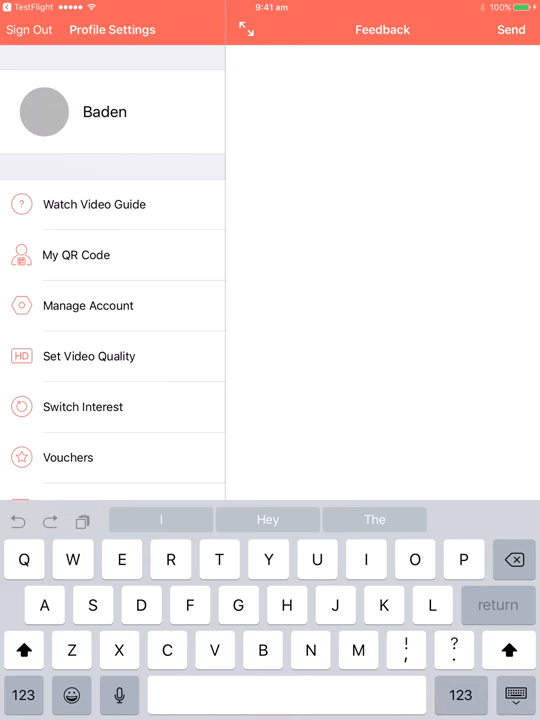 TestFlight 9:41 am 100%
Sign Out Profile Settings Feedback Send
Baden
? Watch Video Guide
My QR Code
Manage Account
HD Set Video Quality
Switch Interest
Vouchers
I Hey The
Q W E R T Y U I O P
A S D F G H J K L return
Z X C V B N M ! , ? .
123 123